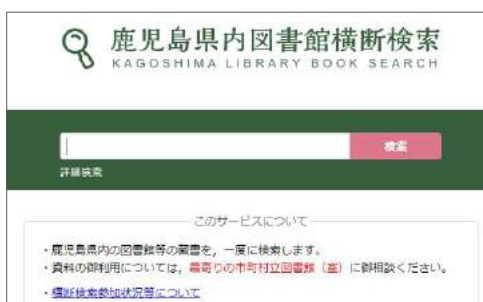 鹿児島県内図書館横断検索
KAGOSHIMA LIBRARY BOOK SEARCH
検索
詳細検索
このサービスについて
・鹿児島県内の図書館等の蔵書を，一度に検索します。
・資料の御利用については，最寄りの市町村立図書館（室）に御相談ください。
・横断検索参加状況等について